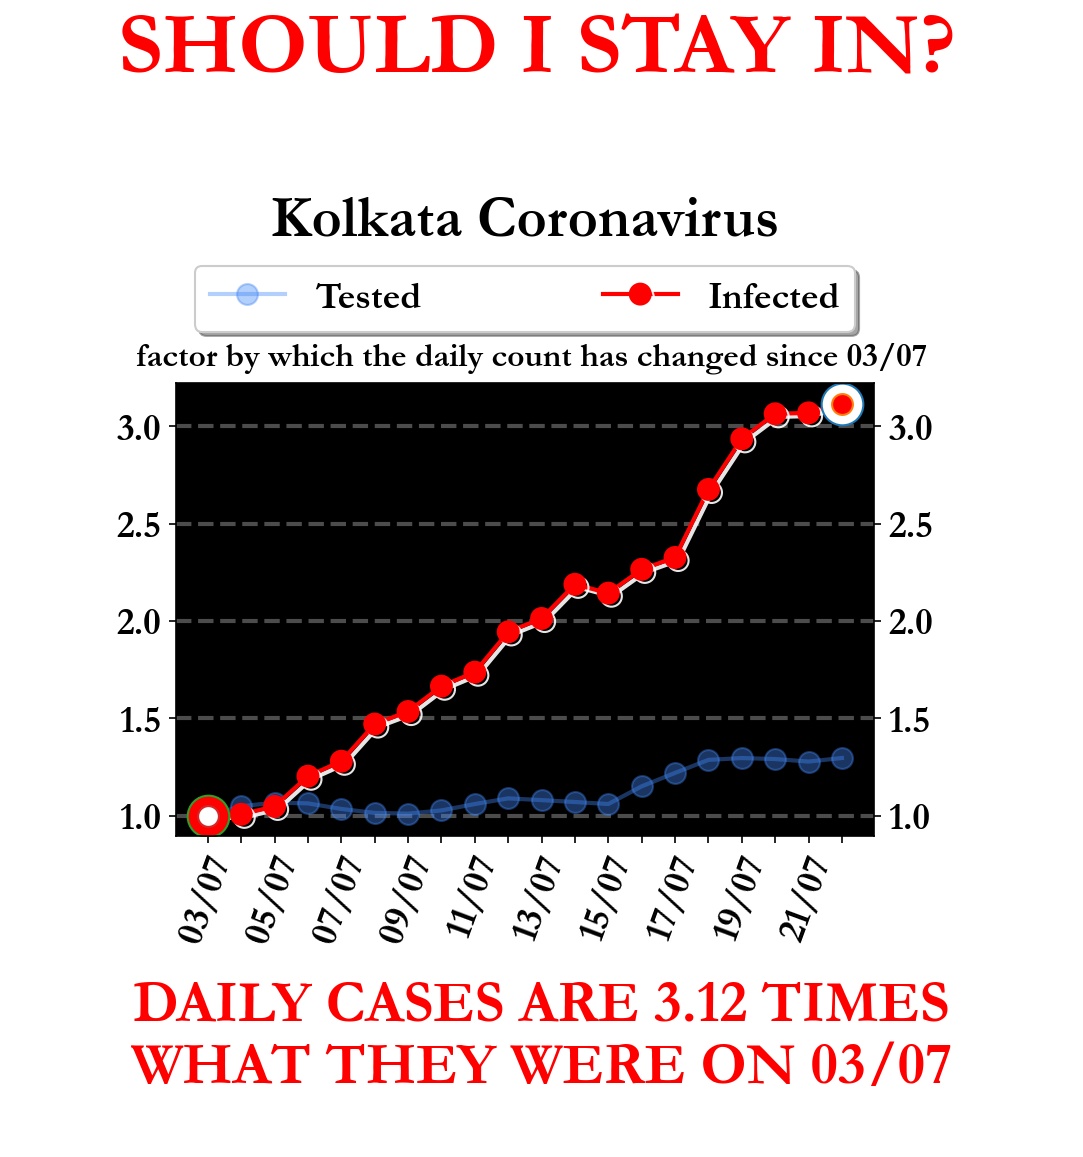 SHOULD I STAY IN?
Kolkata Coronavirus
Tested Infected
factor by which the daily count has changed since 03/07
3.0 3.0
2.5 2.5
2.0 2.0
1.5 1.5
1.0 1.0
03/07 05/07 07/07 09/07 11/07 13/07 15/07 17/07 19/07 21/07
DAILY CASES ARE 3.12 TIMES
WHAT THEY WERE ON 03/07